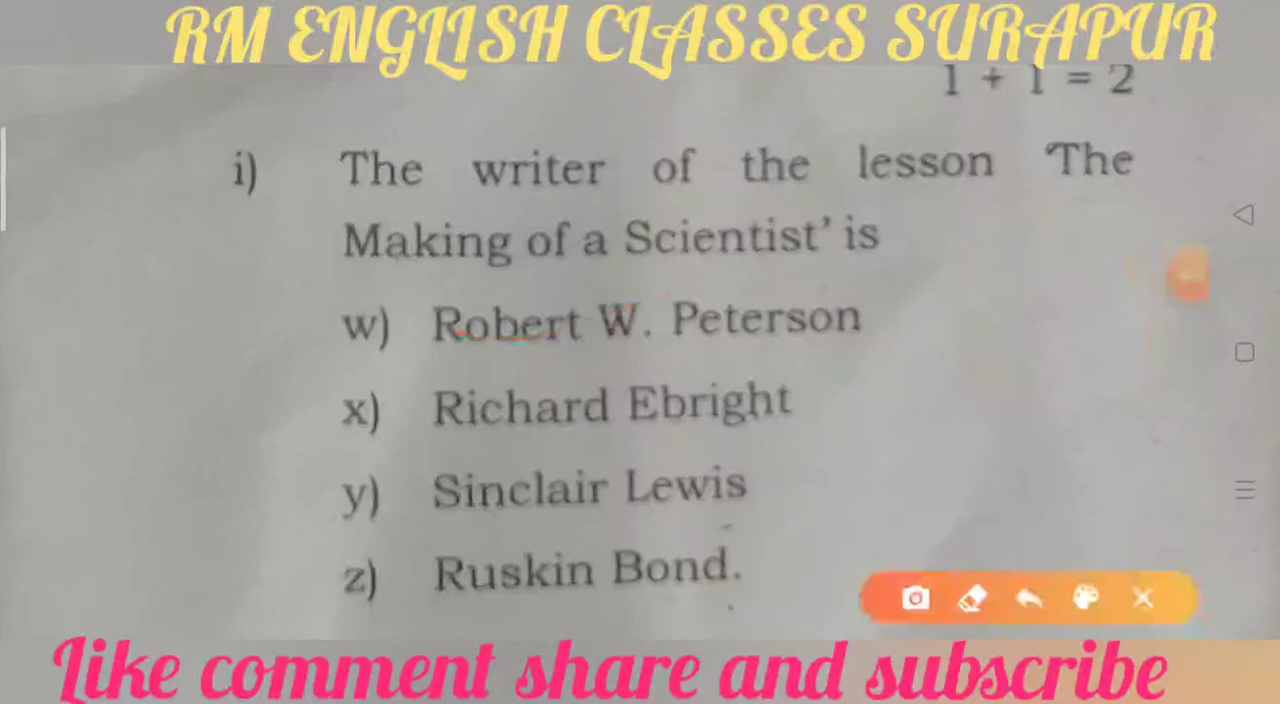 RM ENGLISH CLASSES SURAPUR
1 + 1 = 2
i) The writer of the lesson 'The
Making of a Scientist' is
w) Robert W. Peterson
x) Richard Ebright
y) Sinclair Lewis
z) Ruskin Bond.
Like comment share and subscribe